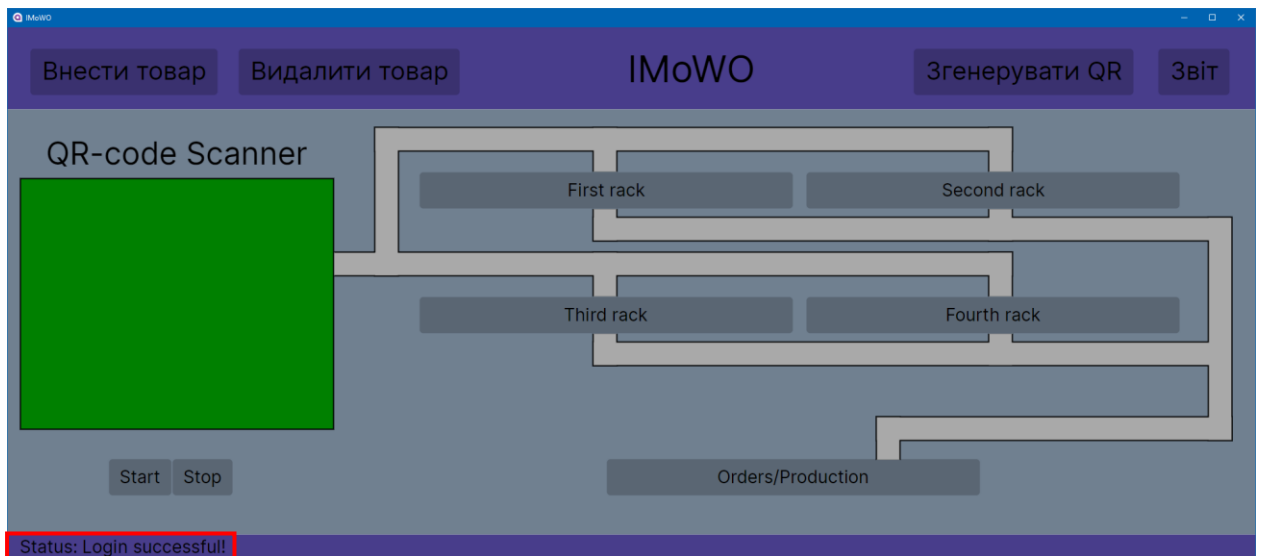 IMoWO
Внести товар Видалити товар IMoWO Згенерувати QR Звіт
QR-code Scanner
First rack Second rack
Third rack Fourth rack
Start Stop Orders/Production
Status: Login successful!